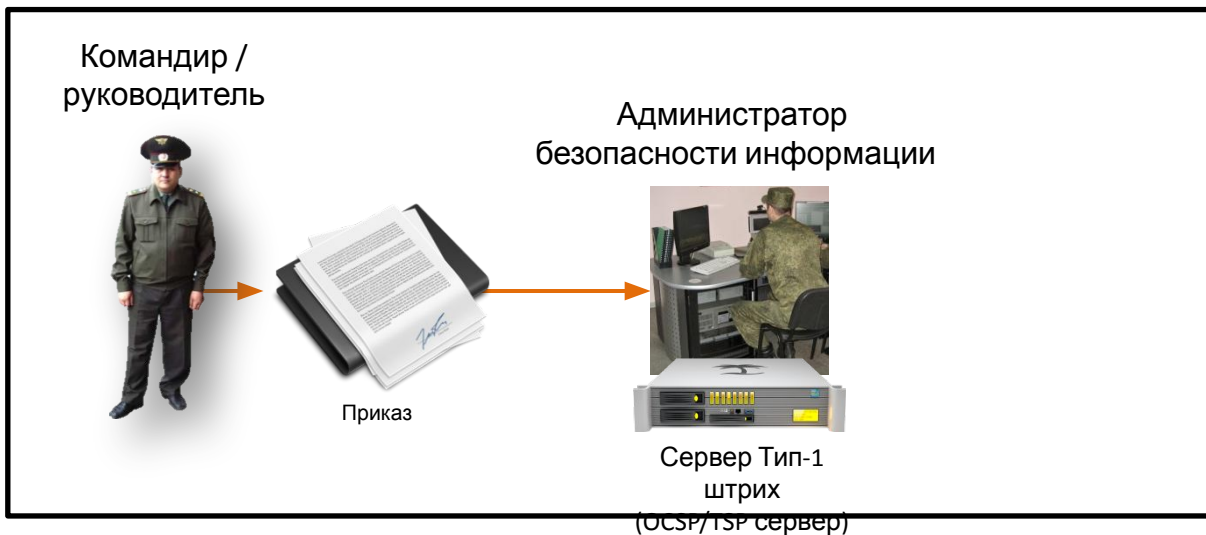 Командир /
руководитель
Администратор
безопасности информации
Приказ
Сервер Тип-1
штрих
(OCSP/TSP сервер)